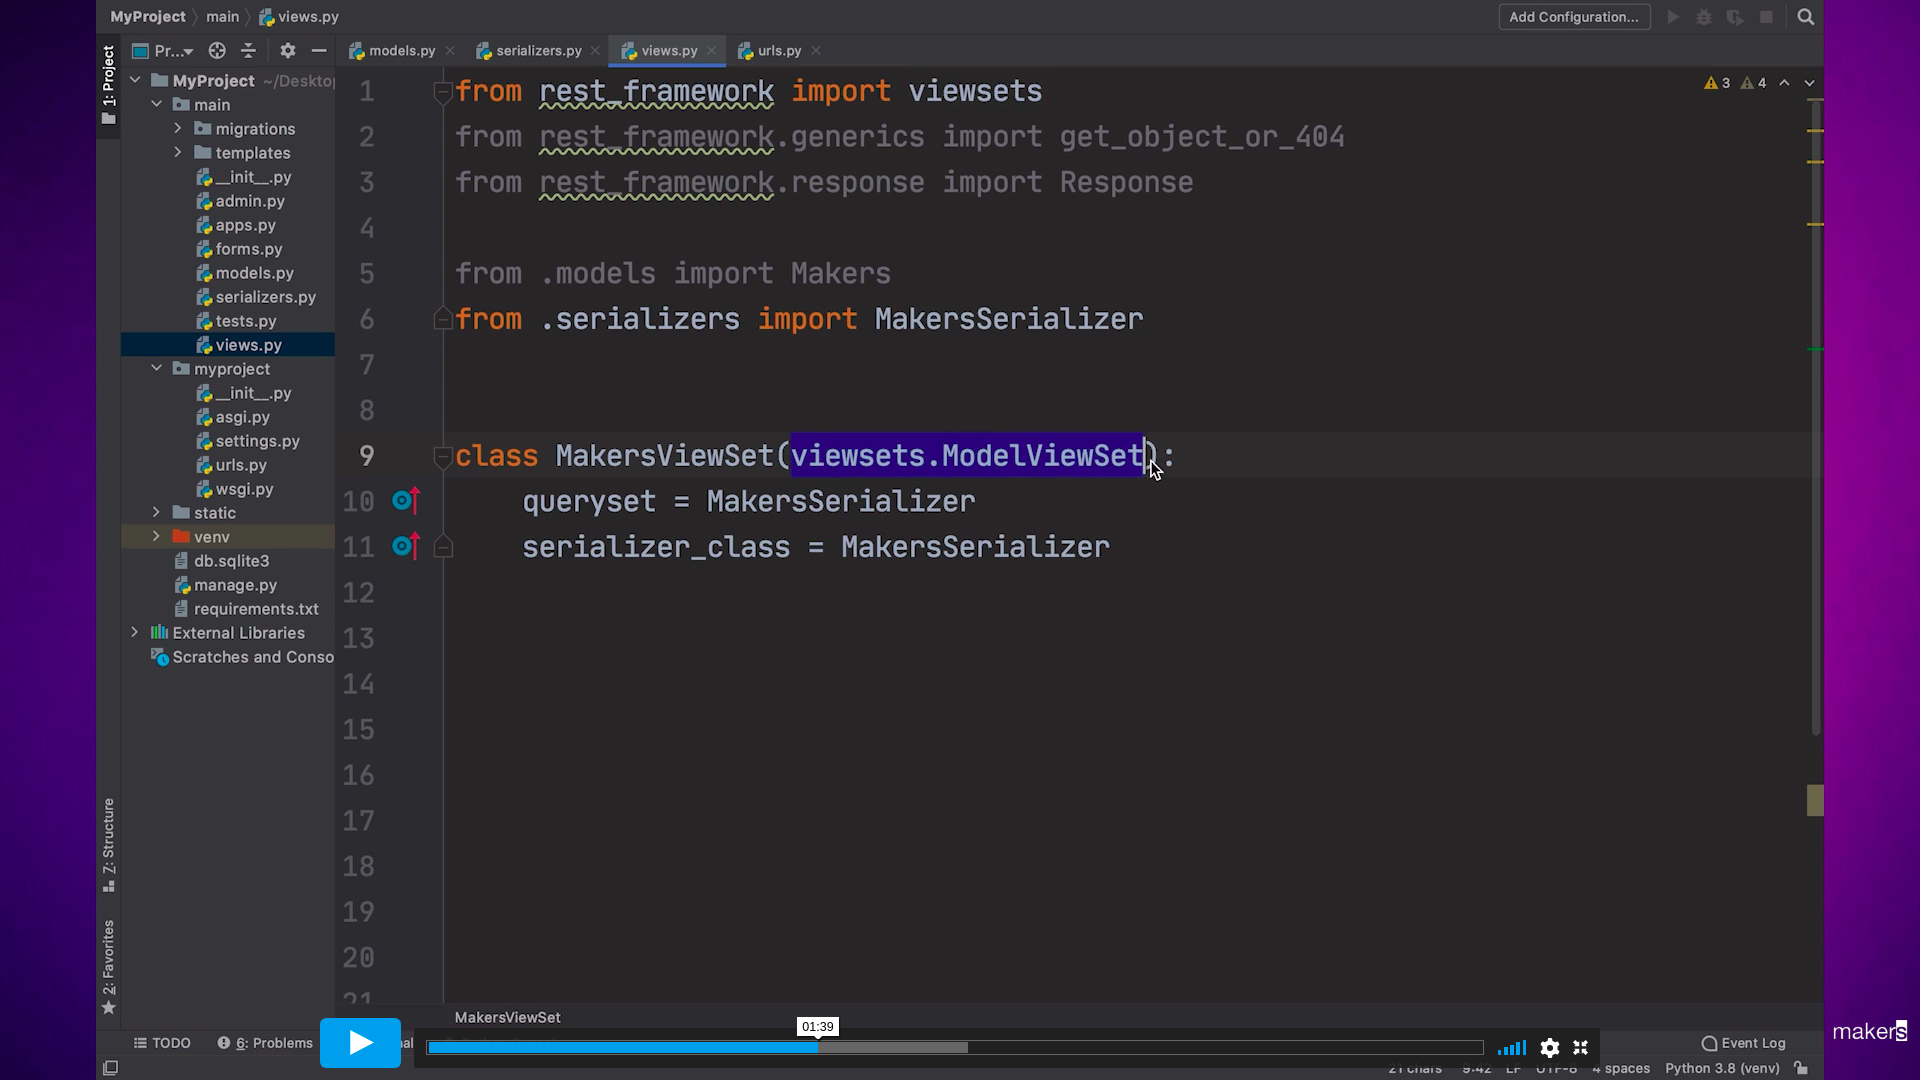 MyProject main views.py Add Configuration...
1: Project
Pr... models.py serializers.py views.py urls.py
MyProject ~/Deskto
main
migrations
templates
__init__.py
admin.py
apps.py
forms.py
models.py
serializers.py
tests.py
views.py
myproject
__init__.py
asgi.py
settings.py
urls.py
wsgi.py
static
venv
db.sqlite3
manage.py
requirements.txt
External Libraries
Scratches and Conso
3 4
1 from rest_framework import viewsets
2 from rest_framework.generics import get_object_or_404
3 from rest_framework.response import Response
4
5 from .models import Makers
6 from .serializers import MakersSerializer
7
8
9 class MakersViewSet(viewsets.ModelViewSet):
10 queryset = MakersSerializer
11 serializer_class = MakersSerializer
12
13
14
15
16
17
18
19
20
21
Z: Structure
2: Favorites
MakersViewSet
01:39
TODO 6: Problems Event Log
21 chars 9:42 LF UTF-8 4 spaces Python 3.8 (venv)
makers